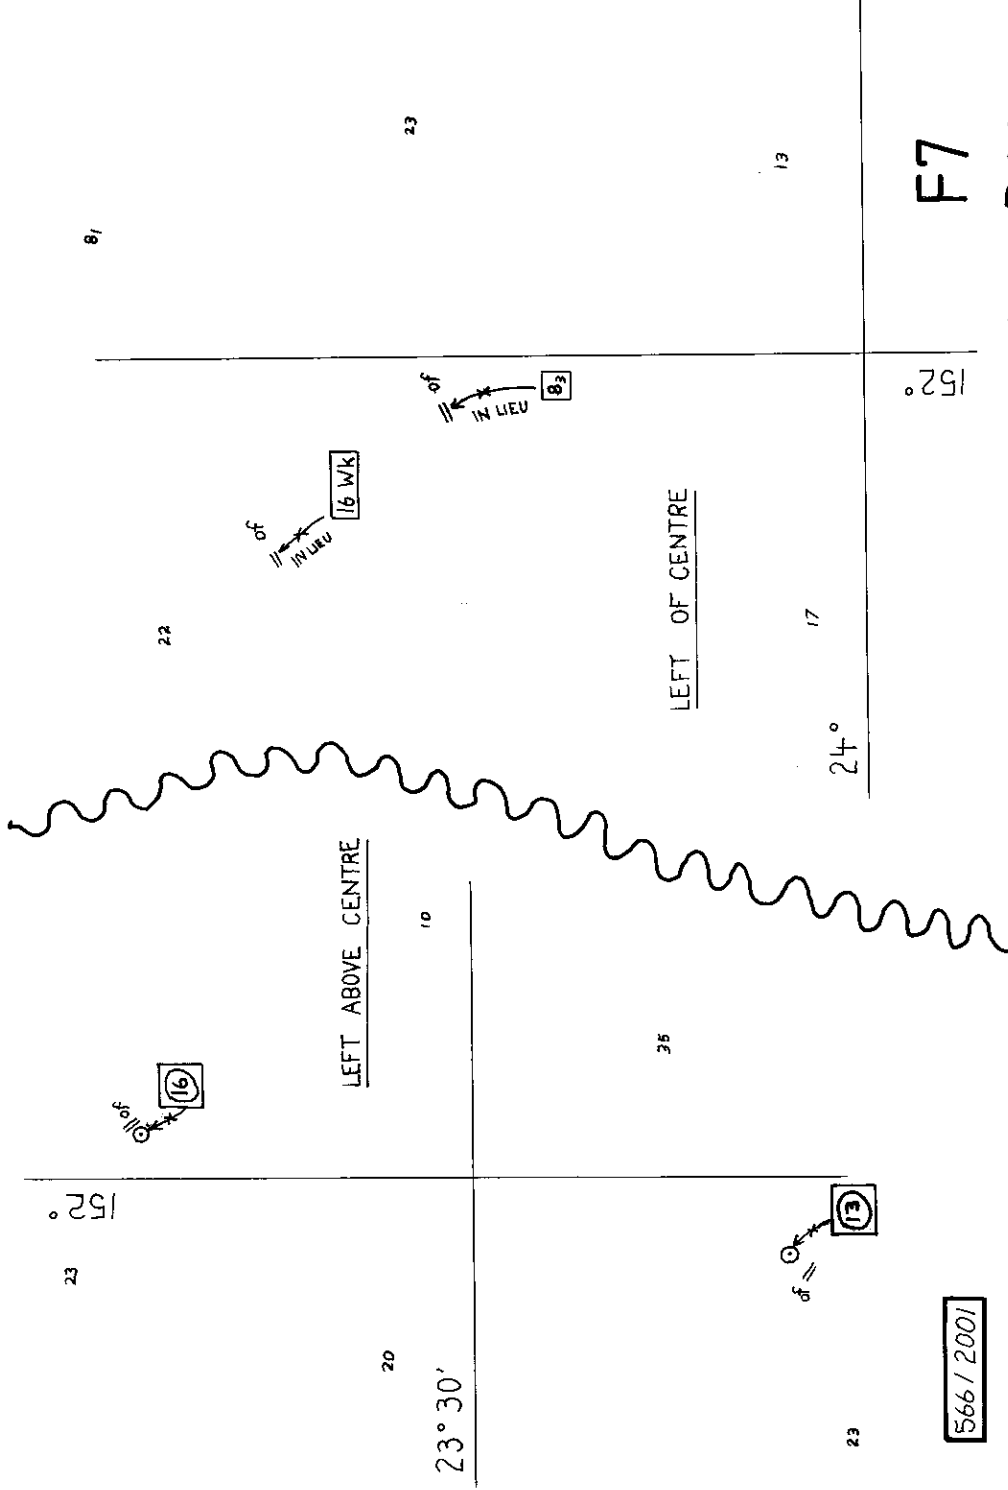 23
152°
of
16
LEFT ABOVE CENTRE
10
20
23° 30'
35
of
13
23
566 / 2001
22
of
IN LIEU
16 Wk
8₁
23
of
IN LIEU
8₃
LEFT OF CENTRE
17
24°
152°
13
F7